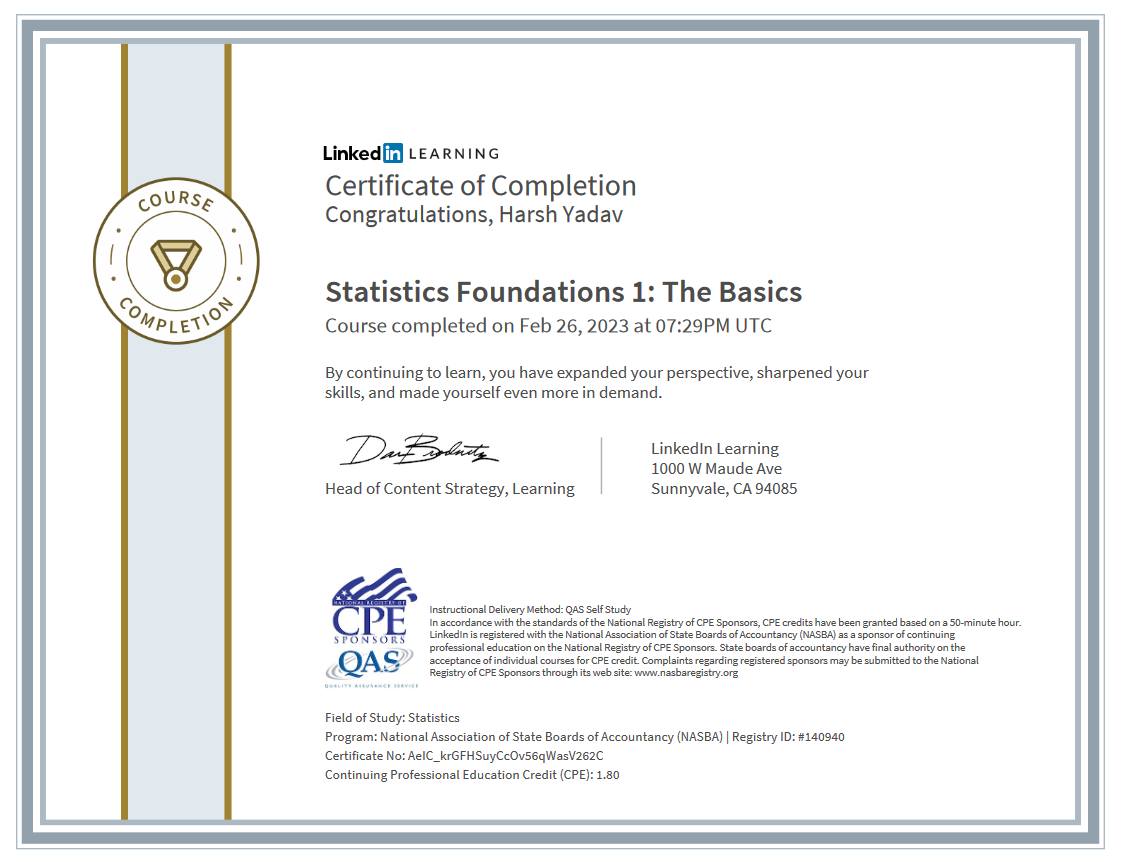 COURSE
COMPLETION
Linked in LEARNING
Certificate of Completion
Congratulations, Harsh Yadav
Statistics Foundations 1: The Basics
Course completed on Feb 26, 2023 at 07:29PM UTC
By continuing to learn, you have expanded your perspective, sharpened your
skills, and made yourself even more in demand.
Dan Brodnitz
Head of Content Strategy, Learning
LinkedIn Learning
1000 W Maude Ave
Sunnyvale, CA 94085
NATIONAL REGISTRY OF
CPE
SPONSORS
QAS
QUALITY ASSURANCE SERVICE
Instructional Delivery Method: QAS Self Study
In accordance with the standards of the National Registry of CPE Sponsors, CPE credits have been granted based on a 50-minute hour.
LinkedIn is registered with the National Association of State Boards of Accountancy (NASBA) as a sponsor of continuing
professional education on the National Registry of CPE Sponsors. State boards of accountancy have final authority on the
acceptance of individual courses for CPE credit. Complaints regarding registered sponsors may be submitted to the National
Registry of CPE Sponsors through its web site: www.nasbaregistry.org
Field of Study: Statistics
Program: National Association of State Boards of Accountancy (NASBA) | Registry ID: #140940
Certificate No: AeIC_krGFHSuyCcOv56qWasV262C
Continuing Professional Education Credit (CPE): 1.80